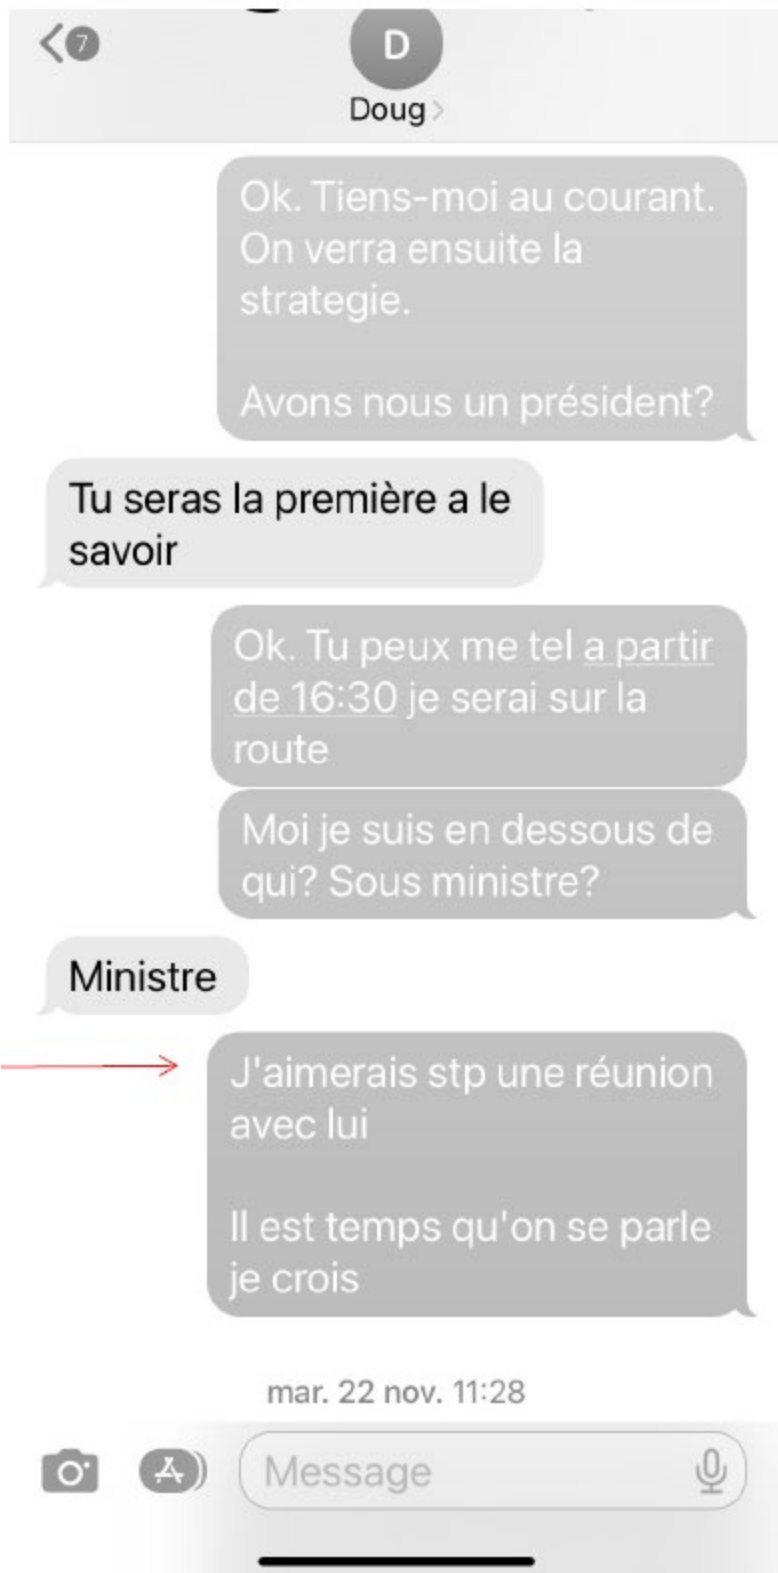 7
D
Doug
Ok. Tiens-moi au courant.
On verra ensuite la
strategie.
Avons nous un président?
Tu seras la première a le
savoir
Ok. Tu peux me tel a partir
de 16:30 je serai sur la
route
Moi je suis en dessous de
qui? Sous ministre?
Ministre
J'aimerais stp une réunion
avec lui
Il est temps qu'on se parle
je crois
mar. 22 nov. 11:28
Message